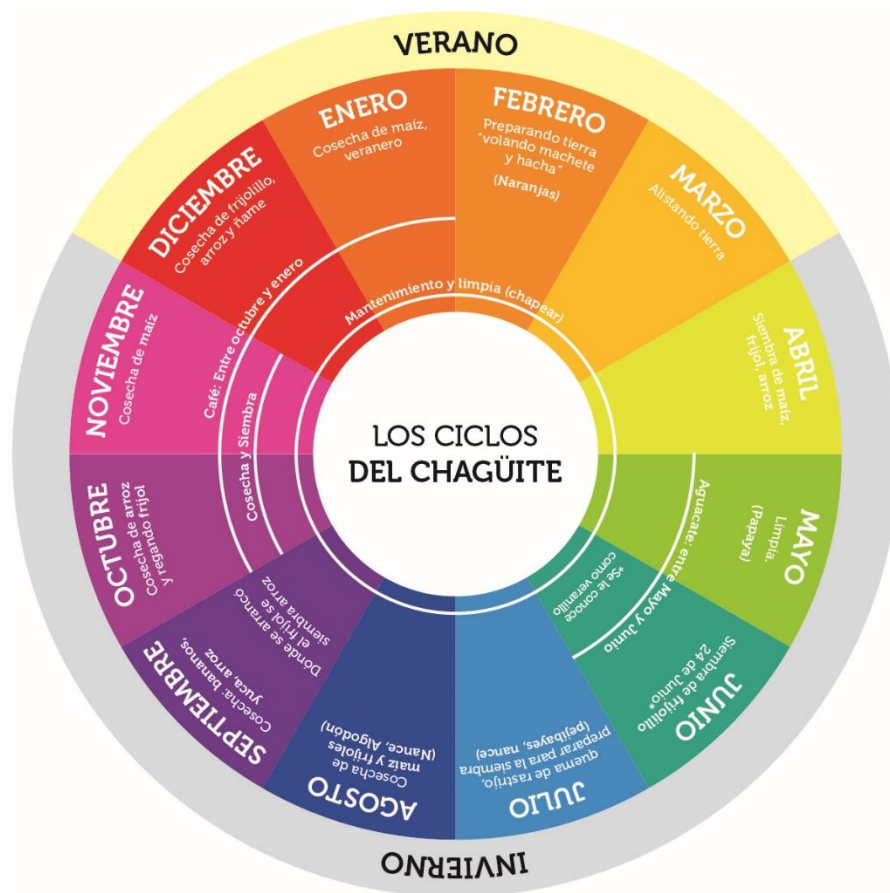 VERANO
ENERO
Cosecha de maíz,
veranero
FEBRERO
Preparando tierra
"volando machete
y hacha"
(Naranjas)
MARZO
Alistando tierra
ABRIL
Siembra de maíz,
frijol, arroz
MAYO
Limpia.
(Papaya)
JUNIO
Siembra de frijolillo
24 de Junio*
*Se le conoce
como veranillo
Aguacate: entre Mayo y Junio
JULIO
quema de rastrijo,
preparar para la siembra
(pejibayes, nance)
AGOSTO
Cosecha de
maíz y frijoles
(Nance, Algodón)
SEPTIEMBRE
Cosecha: bananos,
yuca, arroz
Donde se arrancó
el frijol se
siembra arroz
OCTUBRE
Cosecha de arroz
y regando frijol
NOVIEMBRE
Cosecha de maíz
DICIEMBRE
Cosecha de frijolillo,
arroz y ñame
Café: Entre octubre y enero
Cosecha y Siembra
Mantenimiento y limpia (chapear)
LOS CICLOS
DEL CHAGÜITE
INVIERNO